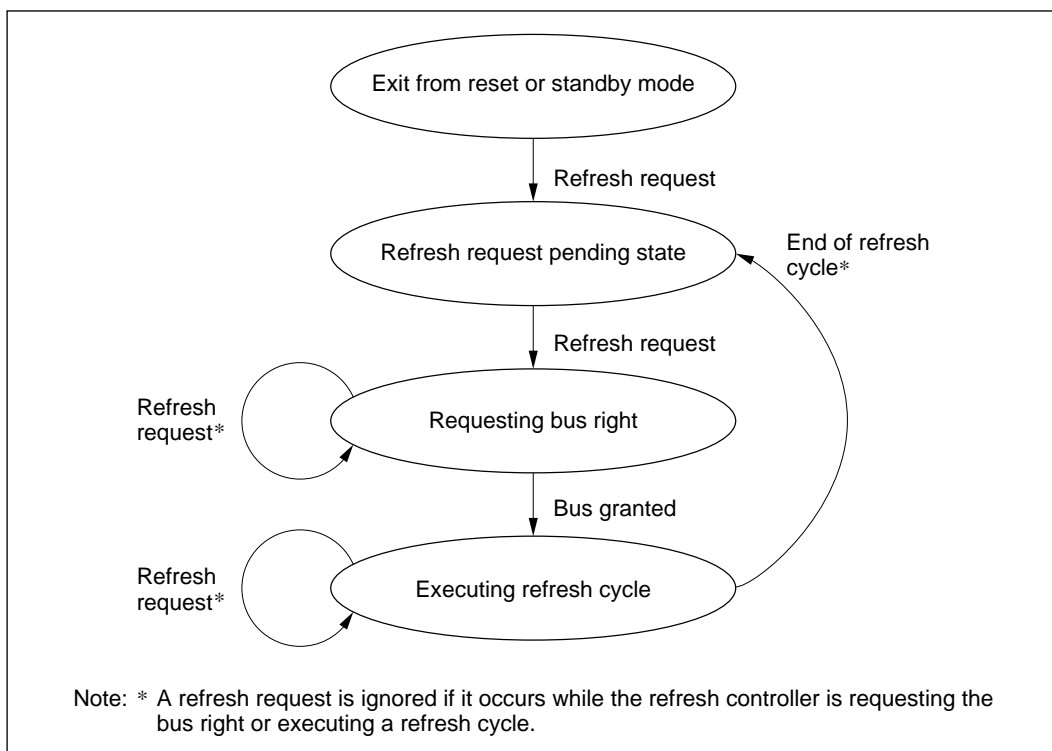 Exit from reset or standby mode
Refresh request
Refresh request pending state
End of refresh
cycle*
Refresh request
Refresh
request*
Requesting bus right
Bus granted
Refresh
request*
Executing refresh cycle
Note: * A refresh request is ignored if it occurs while the refresh controller is requesting the
bus right or executing a refresh cycle.